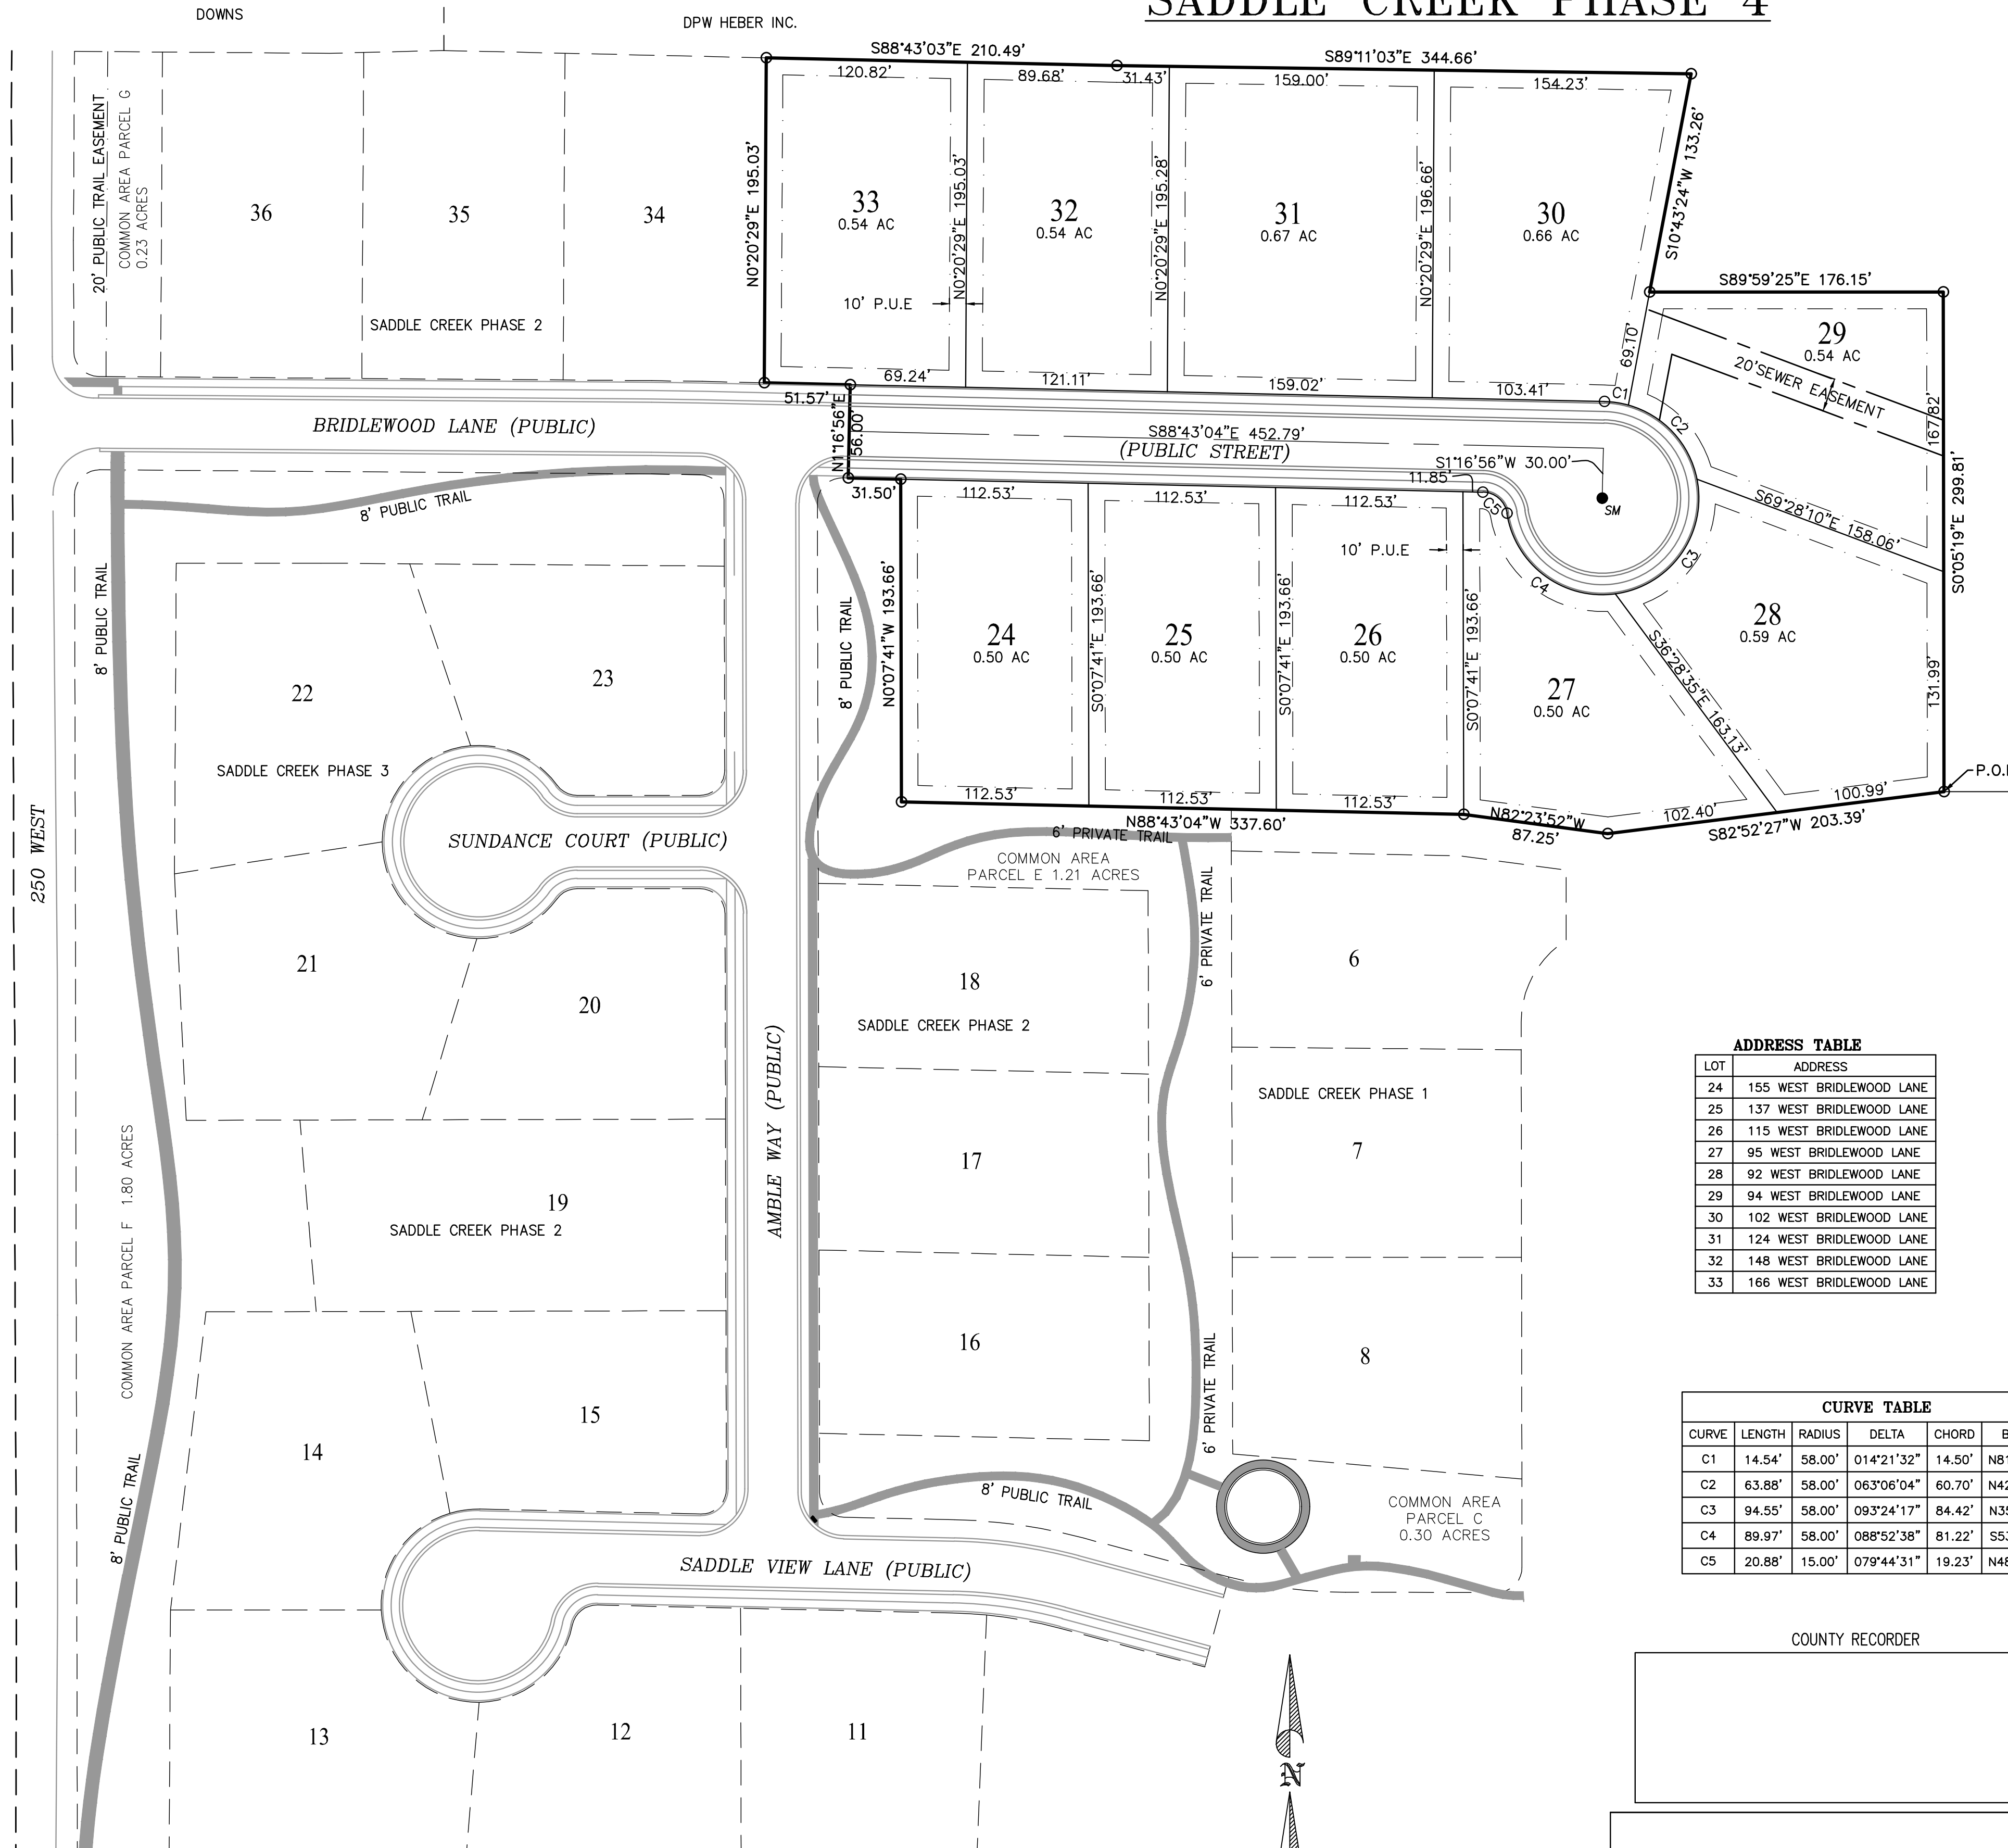 SADDLE CREEK PHASE 4
DOWNS
DPW HEBER INC.
S88°43'03"E 210.49'
S89°11'03"E 344.66'
120.82'
89.68'
31.43'
159.00'
154.23'
20' PUBLIC TRAIL EASEMENT
COMMON AREA PARCEL G
0.23 ACRES
36
35
34
SADDLE CREEK PHASE 2
N0°20'29"E 195.03'
33
0.54 AC
N0°20'29"E 195.03'
32
0.54 AC
N0°20'29"E 195.28'
31
0.67 AC
N0°20'29"E 196.66'
30
0.66 AC
S10°43'24"W 133.26'
10' P.U.E
S89°59'25"E 176.15'
29
0.54 AC
20' SEWER EASEMENT
69.10'
167.82'
S0°05'19"E 299.81'
69.24'
121.11'
159.02'
103.41'
C1
C2
51.57'
BRIDLEWOOD LANE (PUBLIC)
N1°16'56"E
56.00'
S88°43'04"E 452.79'
(PUBLIC STREET)
S1°16'56"W 30.00'
11.85'
SM
C5
C3
C4
S69°28'10"E 158.06'
31.50'
112.53'
112.53'
112.53'
10' P.U.E
8' PUBLIC TRAIL
8' PUBLIC TRAIL
8' PUBLIC TRAIL
N0°07'41"W 193.66'
24
0.50 AC
S0°07'41"E 193.66'
25
0.50 AC
S0°07'41"E 193.66'
26
0.50 AC
S0°07'41"E 193.66'
27
0.50 AC
S36°28'35"E 163.13'
28
0.59 AC
131.99'
22
23
SADDLE CREEK PHASE 3
112.53'
112.53'
112.53'
N88°43'04"W 337.60'
N82°23'52"W
87.25'
102.40'
100.99'
S82°52'27"W 203.39'
250 WEST
SUNDANCE COURT (PUBLIC)
6' PRIVATE TRAIL
COMMON AREA
PARCEL E 1.21 ACRES
6' PRIVATE TRAIL
21
20
18
SADDLE CREEK PHASE 2
6
AMBLE WAY (PUBLIC)
SADDLE CREEK PHASE 1
17
7
COMMON AREA PARCEL F 1.80 ACRES
19
SADDLE CREEK PHASE 2
16
8
6' PRIVATE TRAIL
14
15
8' PUBLIC TRAIL
8' PUBLIC TRAIL
COMMON AREA
PARCEL C
0.30 ACRES
SADDLE VIEW LANE (PUBLIC)
13
12
11
N
ADDRESS TABLE
LOT ADDRESS
24 155 WEST BRIDLEWOOD LANE
25 137 WEST BRIDLEWOOD LANE
26 115 WEST BRIDLEWOOD LANE
27 95 WEST BRIDLEWOOD LANE
28 92 WEST BRIDLEWOOD LANE
29 94 WEST BRIDLEWOOD LANE
30 102 WEST BRIDLEWOOD LANE
31 124 WEST BRIDLEWOOD LANE
32 148 WEST BRIDLEWOOD LANE
33 166 WEST BRIDLEWOOD LANE
CURVE TABLE
CURVE LENGTH RADIUS DELTA CHORD
C1 14.54' 58.00' 014°21'32" 14.50' N81
C2 63.88' 58.00' 063°06'04" 60.70' N42
C3 94.55' 58.00' 093°24'17" 84.42' N35
C4 89.97' 58.00' 088°52'38" 81.22' S53
C5 20.88' 15.00' 079°44'31" 19.23' N48
COUNTY RECORDER